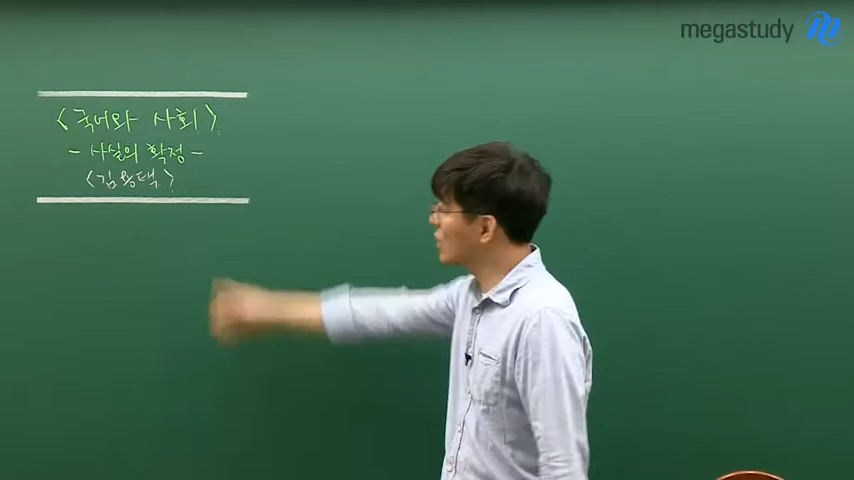 megastudy
<국어와 사회>
- 사실의 확정 -
<김용택>